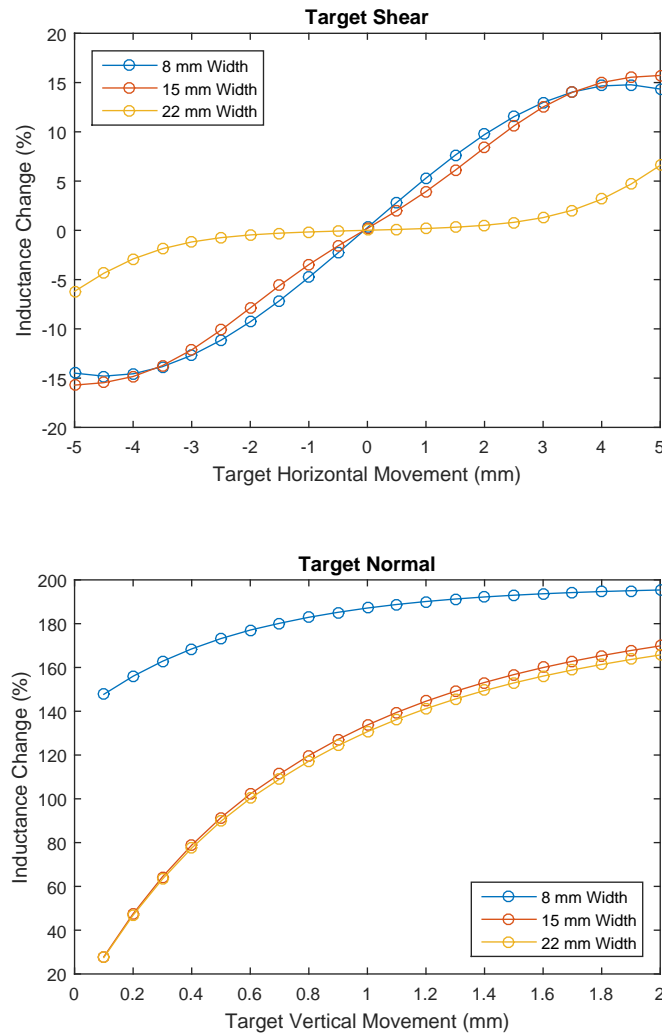 Target Shear
20
15
10
5
0
-5
-10
-15
-20
Inductance Change (%)
8 mm Width
15 mm Width
22 mm Width
-5 -4 -3 -2 -1 0 1 2 3 4 5
Target Horizontal Movement (mm)
Target Normal
200
180
160
140
120
100
80
60
40
20
Inductance Change (%)
8 mm Width
15 mm Width
22 mm Width
0 0.2 0.4 0.6 0.8 1 1.2 1.4 1.6 1.8 2
Target Vertical Movement (mm)